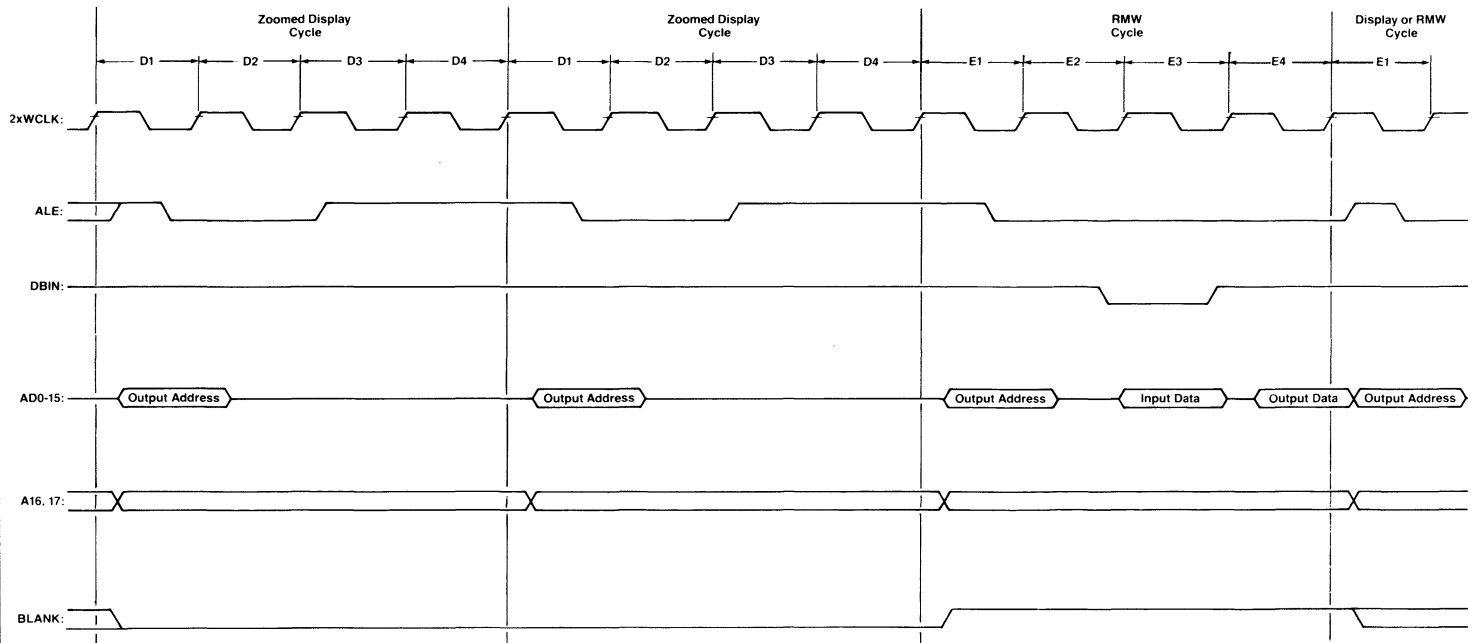 Zoomed Display
Cycle
Zoomed Display
Cycle
RMW
Cycle
Display or RMW
Cycle
D1 D2 D3 D4 D1 D2 D3 D4 E1 E2 E3 E4 E1
2xWCLK:
ALE:
DBIN:
AD0-15: Output Address Output Address Output Address Input Data Output Data Output Address
A16, 17:
BLANK: